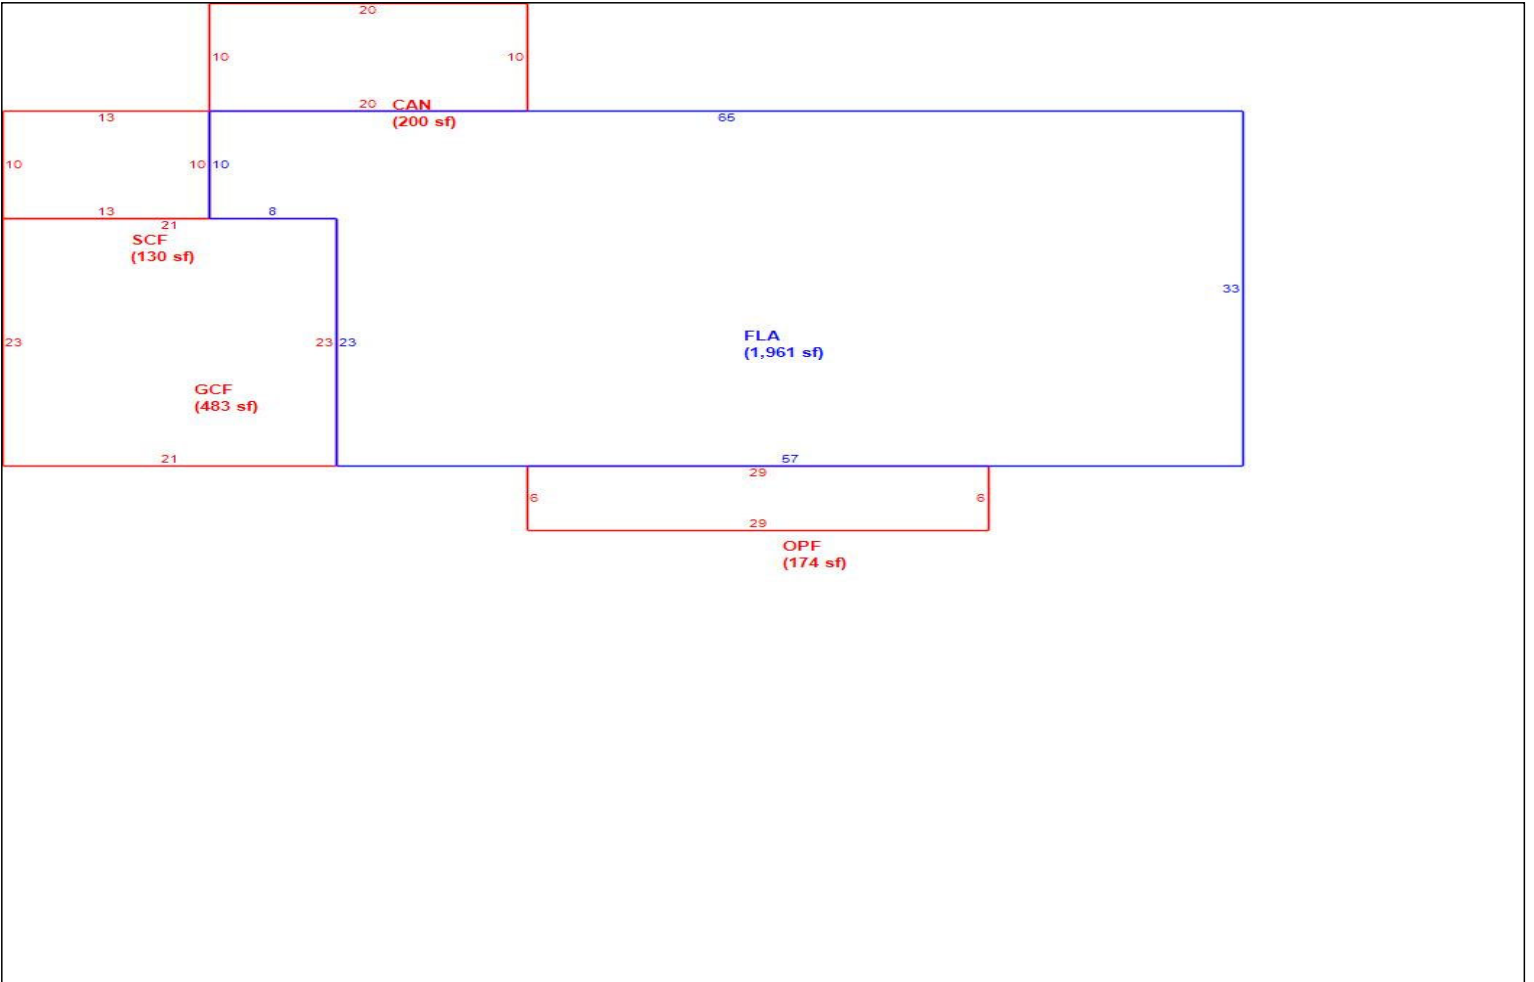 20
10 10
20 CAN
(200 sf)
13 65
10 10 10
13 8
21
SCF
(130 sf)
33
FLA
(1,961 sf)
23 23 23
GCF
(483 sf)
21 57
29
6 6
29
OPF
(174 sf)